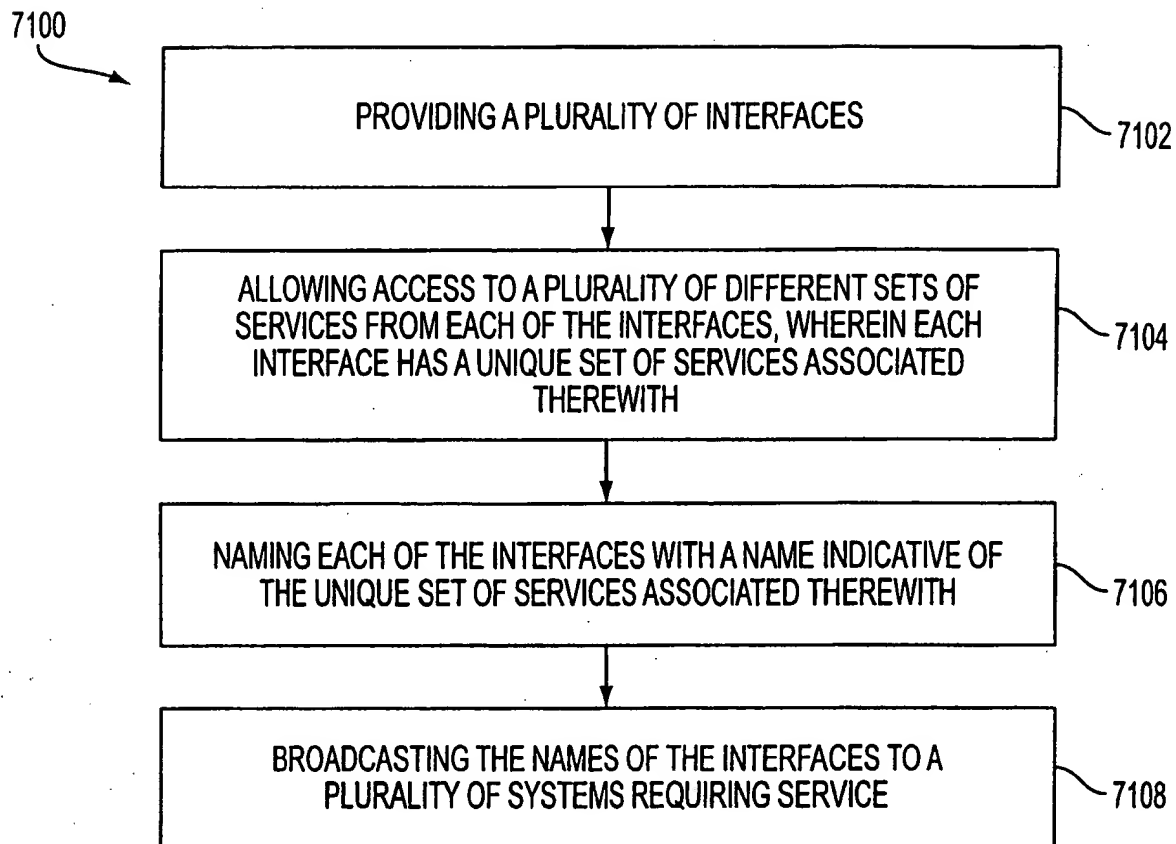 7100
PROVIDING A PLURALITY OF INTERFACES
7102
ALLOWING ACCESS TO A PLURALITY OF DIFFERENT SETS OF
SERVICES FROM EACH OF THE INTERFACES, WHEREIN EACH
INTERFACE HAS A UNIQUE SET OF SERVICES ASSOCIATED
THEREWITH
7104
NAMING EACH OF THE INTERFACES WITH A NAME INDICATIVE OF
THE UNIQUE SET OF SERVICES ASSOCIATED THEREWITH
7106
BROADCASTING THE NAMES OF THE INTERFACES TO A
PLURALITY OF SYSTEMS REQUIRING SERVICE
7108